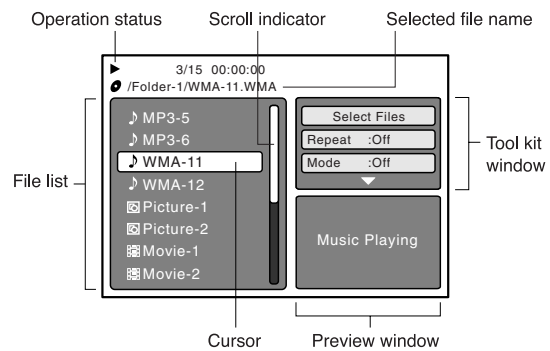 Operation status
Scroll indicator
Selected file name
3/15 00:00:00
/Folder-1/WMA-11.WMA
MP3-5
MP3-6
WMA-11
WMA-12
Picture-1
Picture-2
Movie-1
Movie-2
File list
Select Files
Repeat :Off
Mode :Off
Tool kit
window
Music Playing
Cursor
Preview window